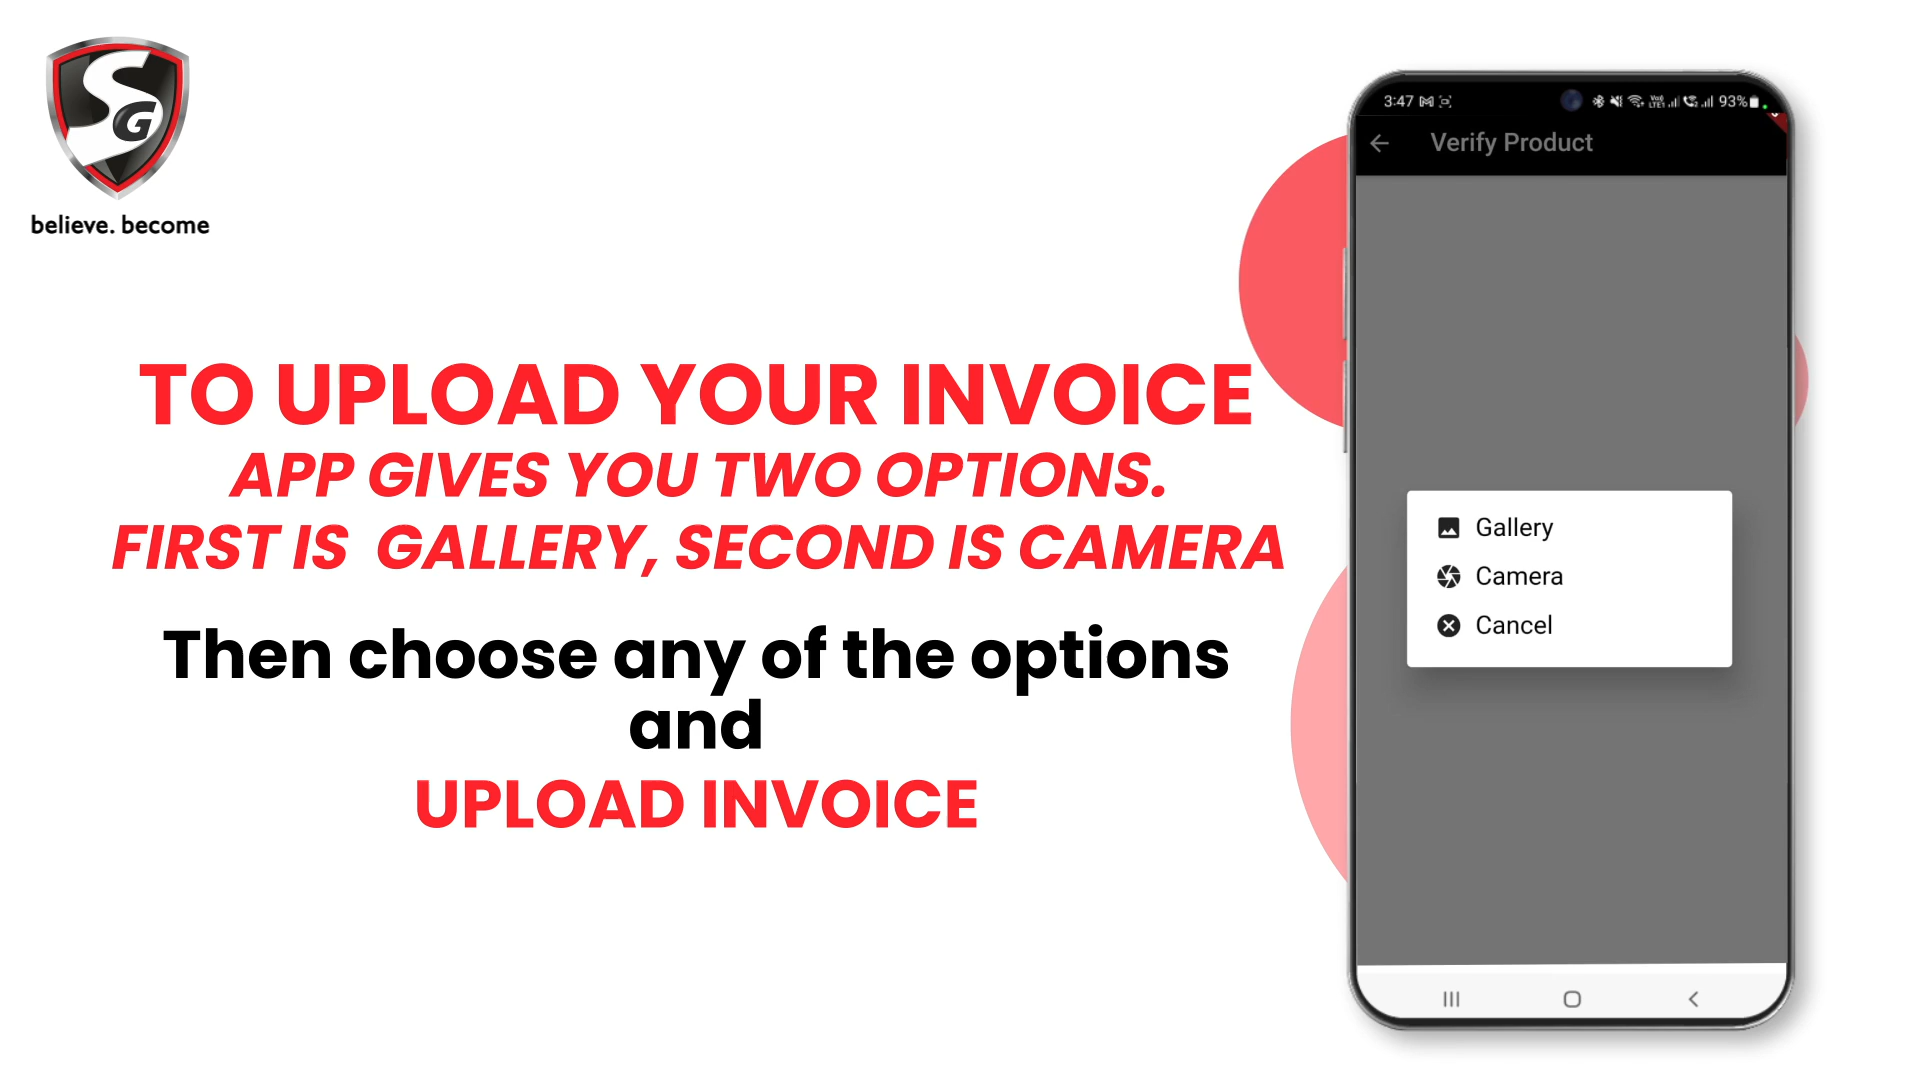 SG
believe. become
TO UPLOAD YOUR INVOICE
APP GIVES YOU TWO OPTIONS.
FIRST IS GALLERY, SECOND IS CAMERA
Then choose any of the options
and
UPLOAD INVOICE
3:47 93%
Verify Product
Gallery
Camera
Cancel